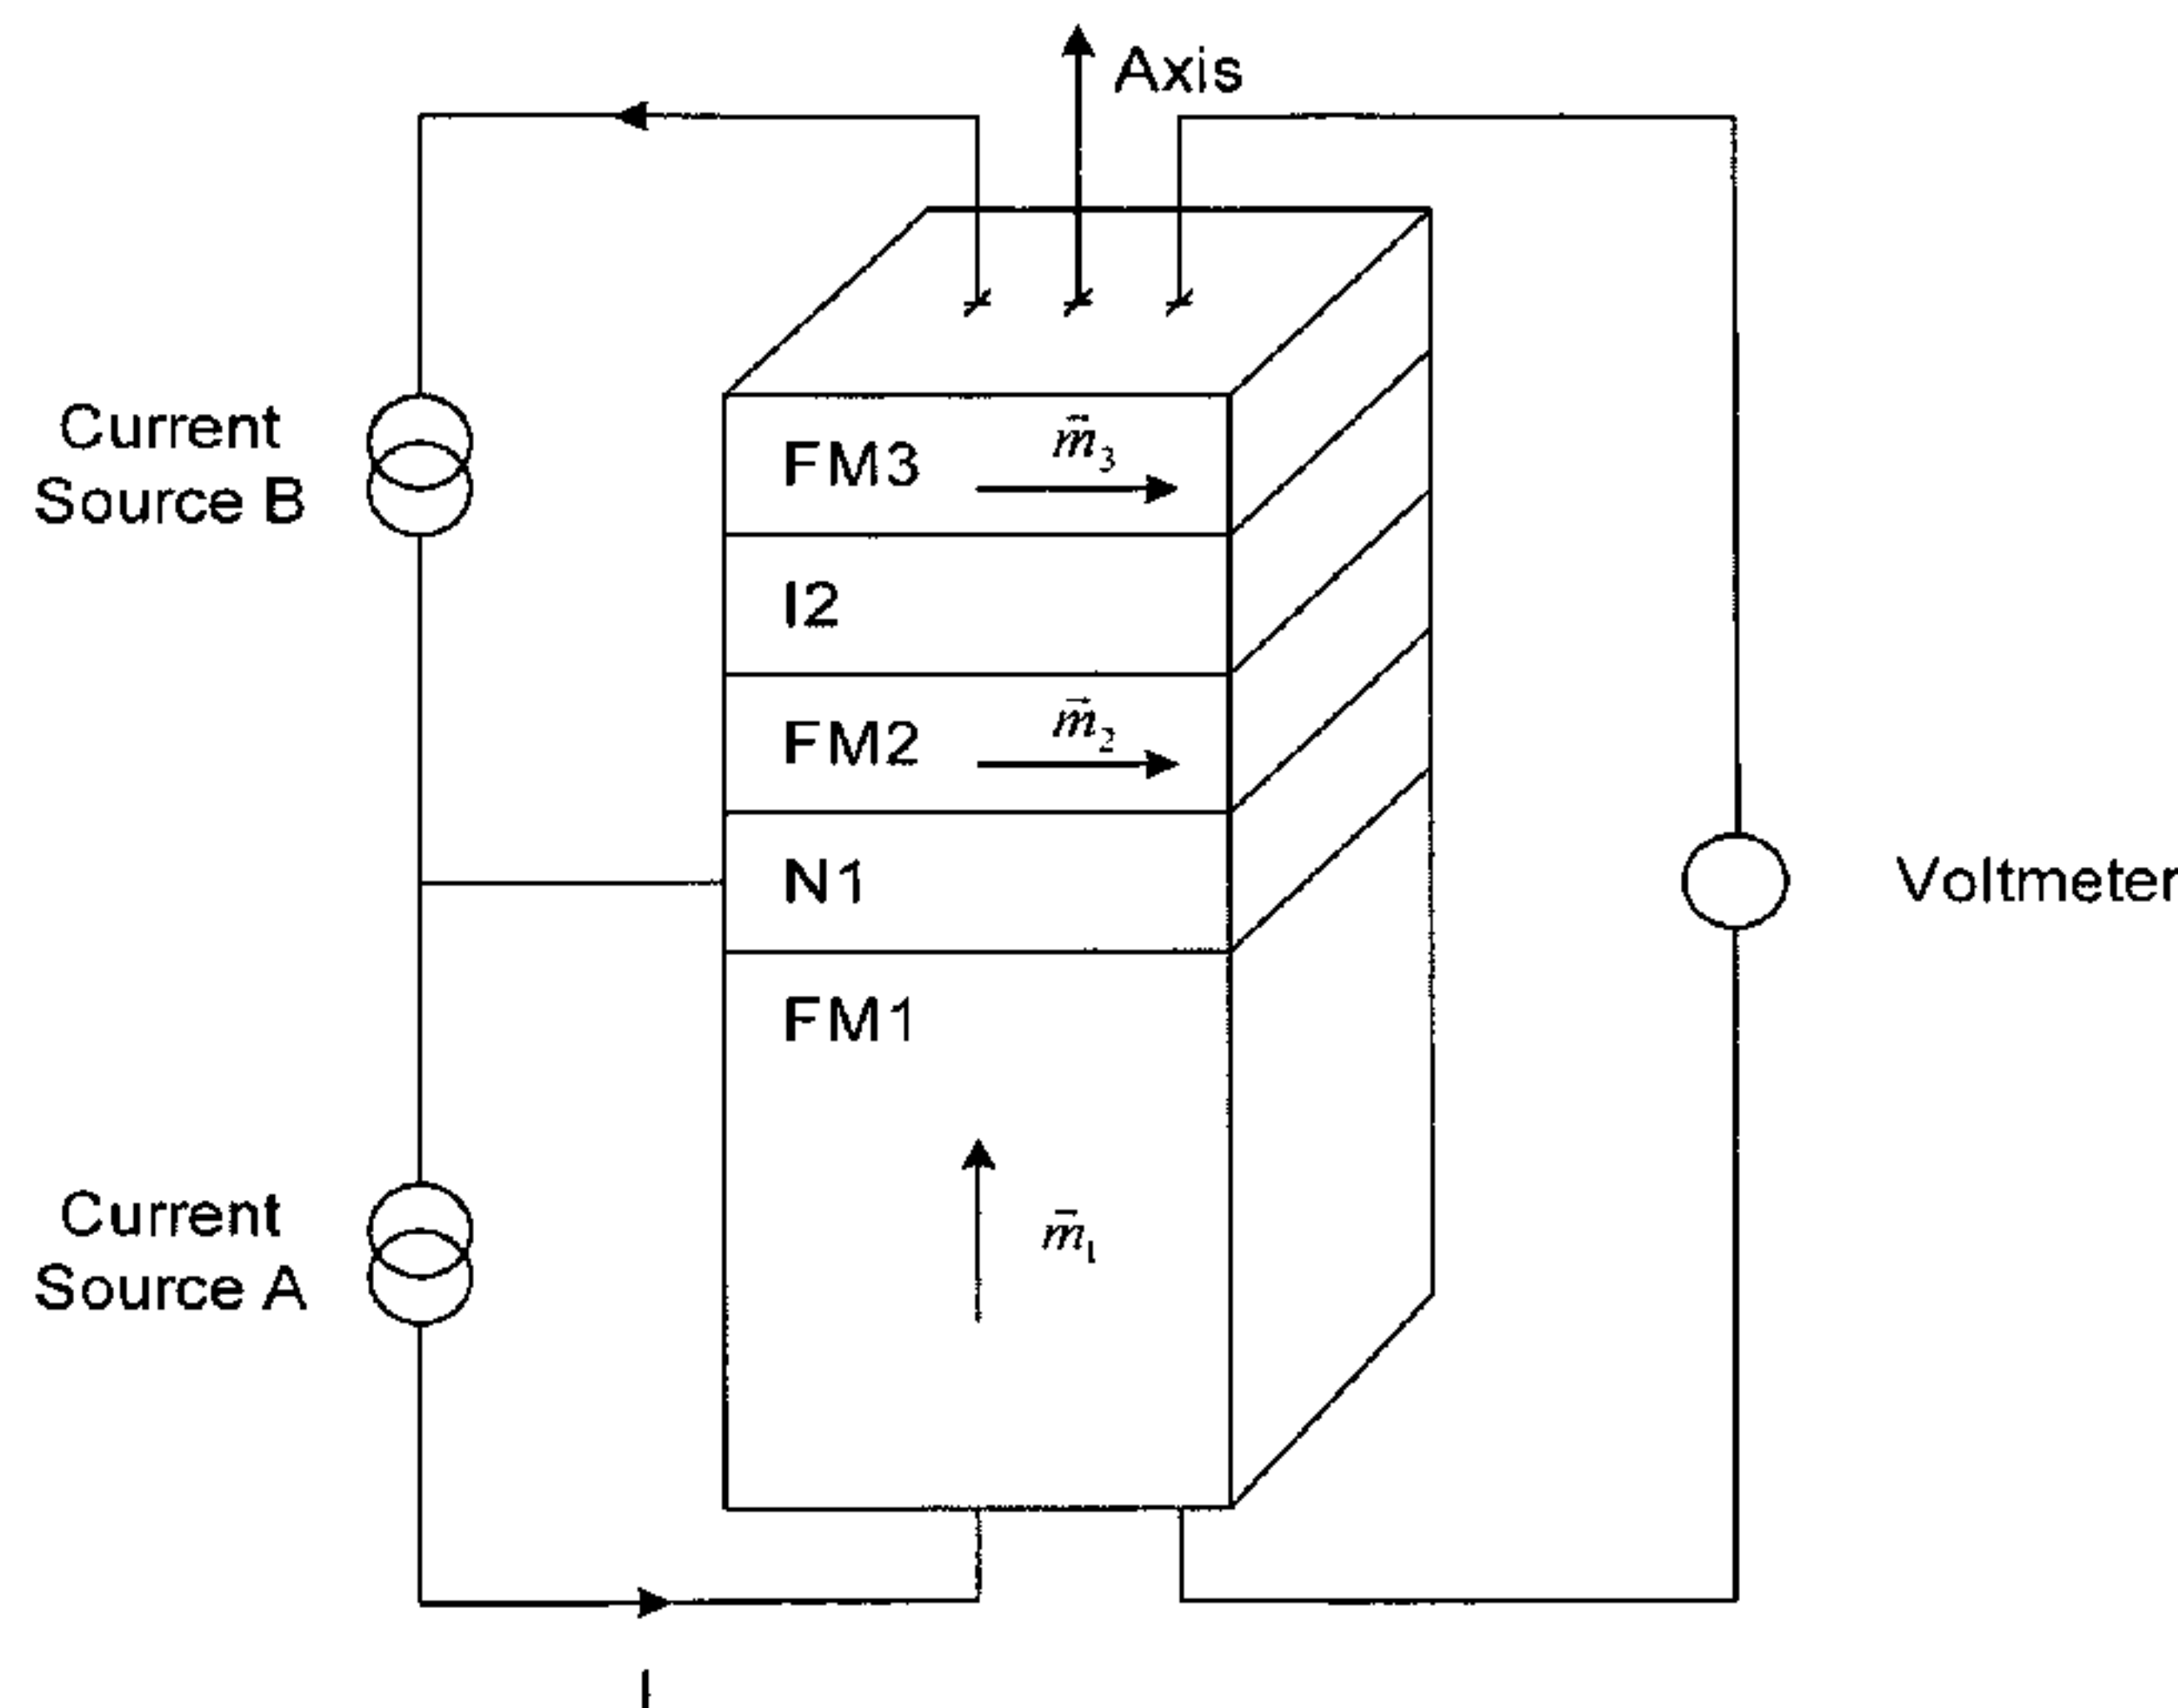 Axis
Current
Source B
FM3
m̄₃
I2
FM2
m̄₂
N1
Voltmeter
FM1
Current
Source A
m̄₁
I